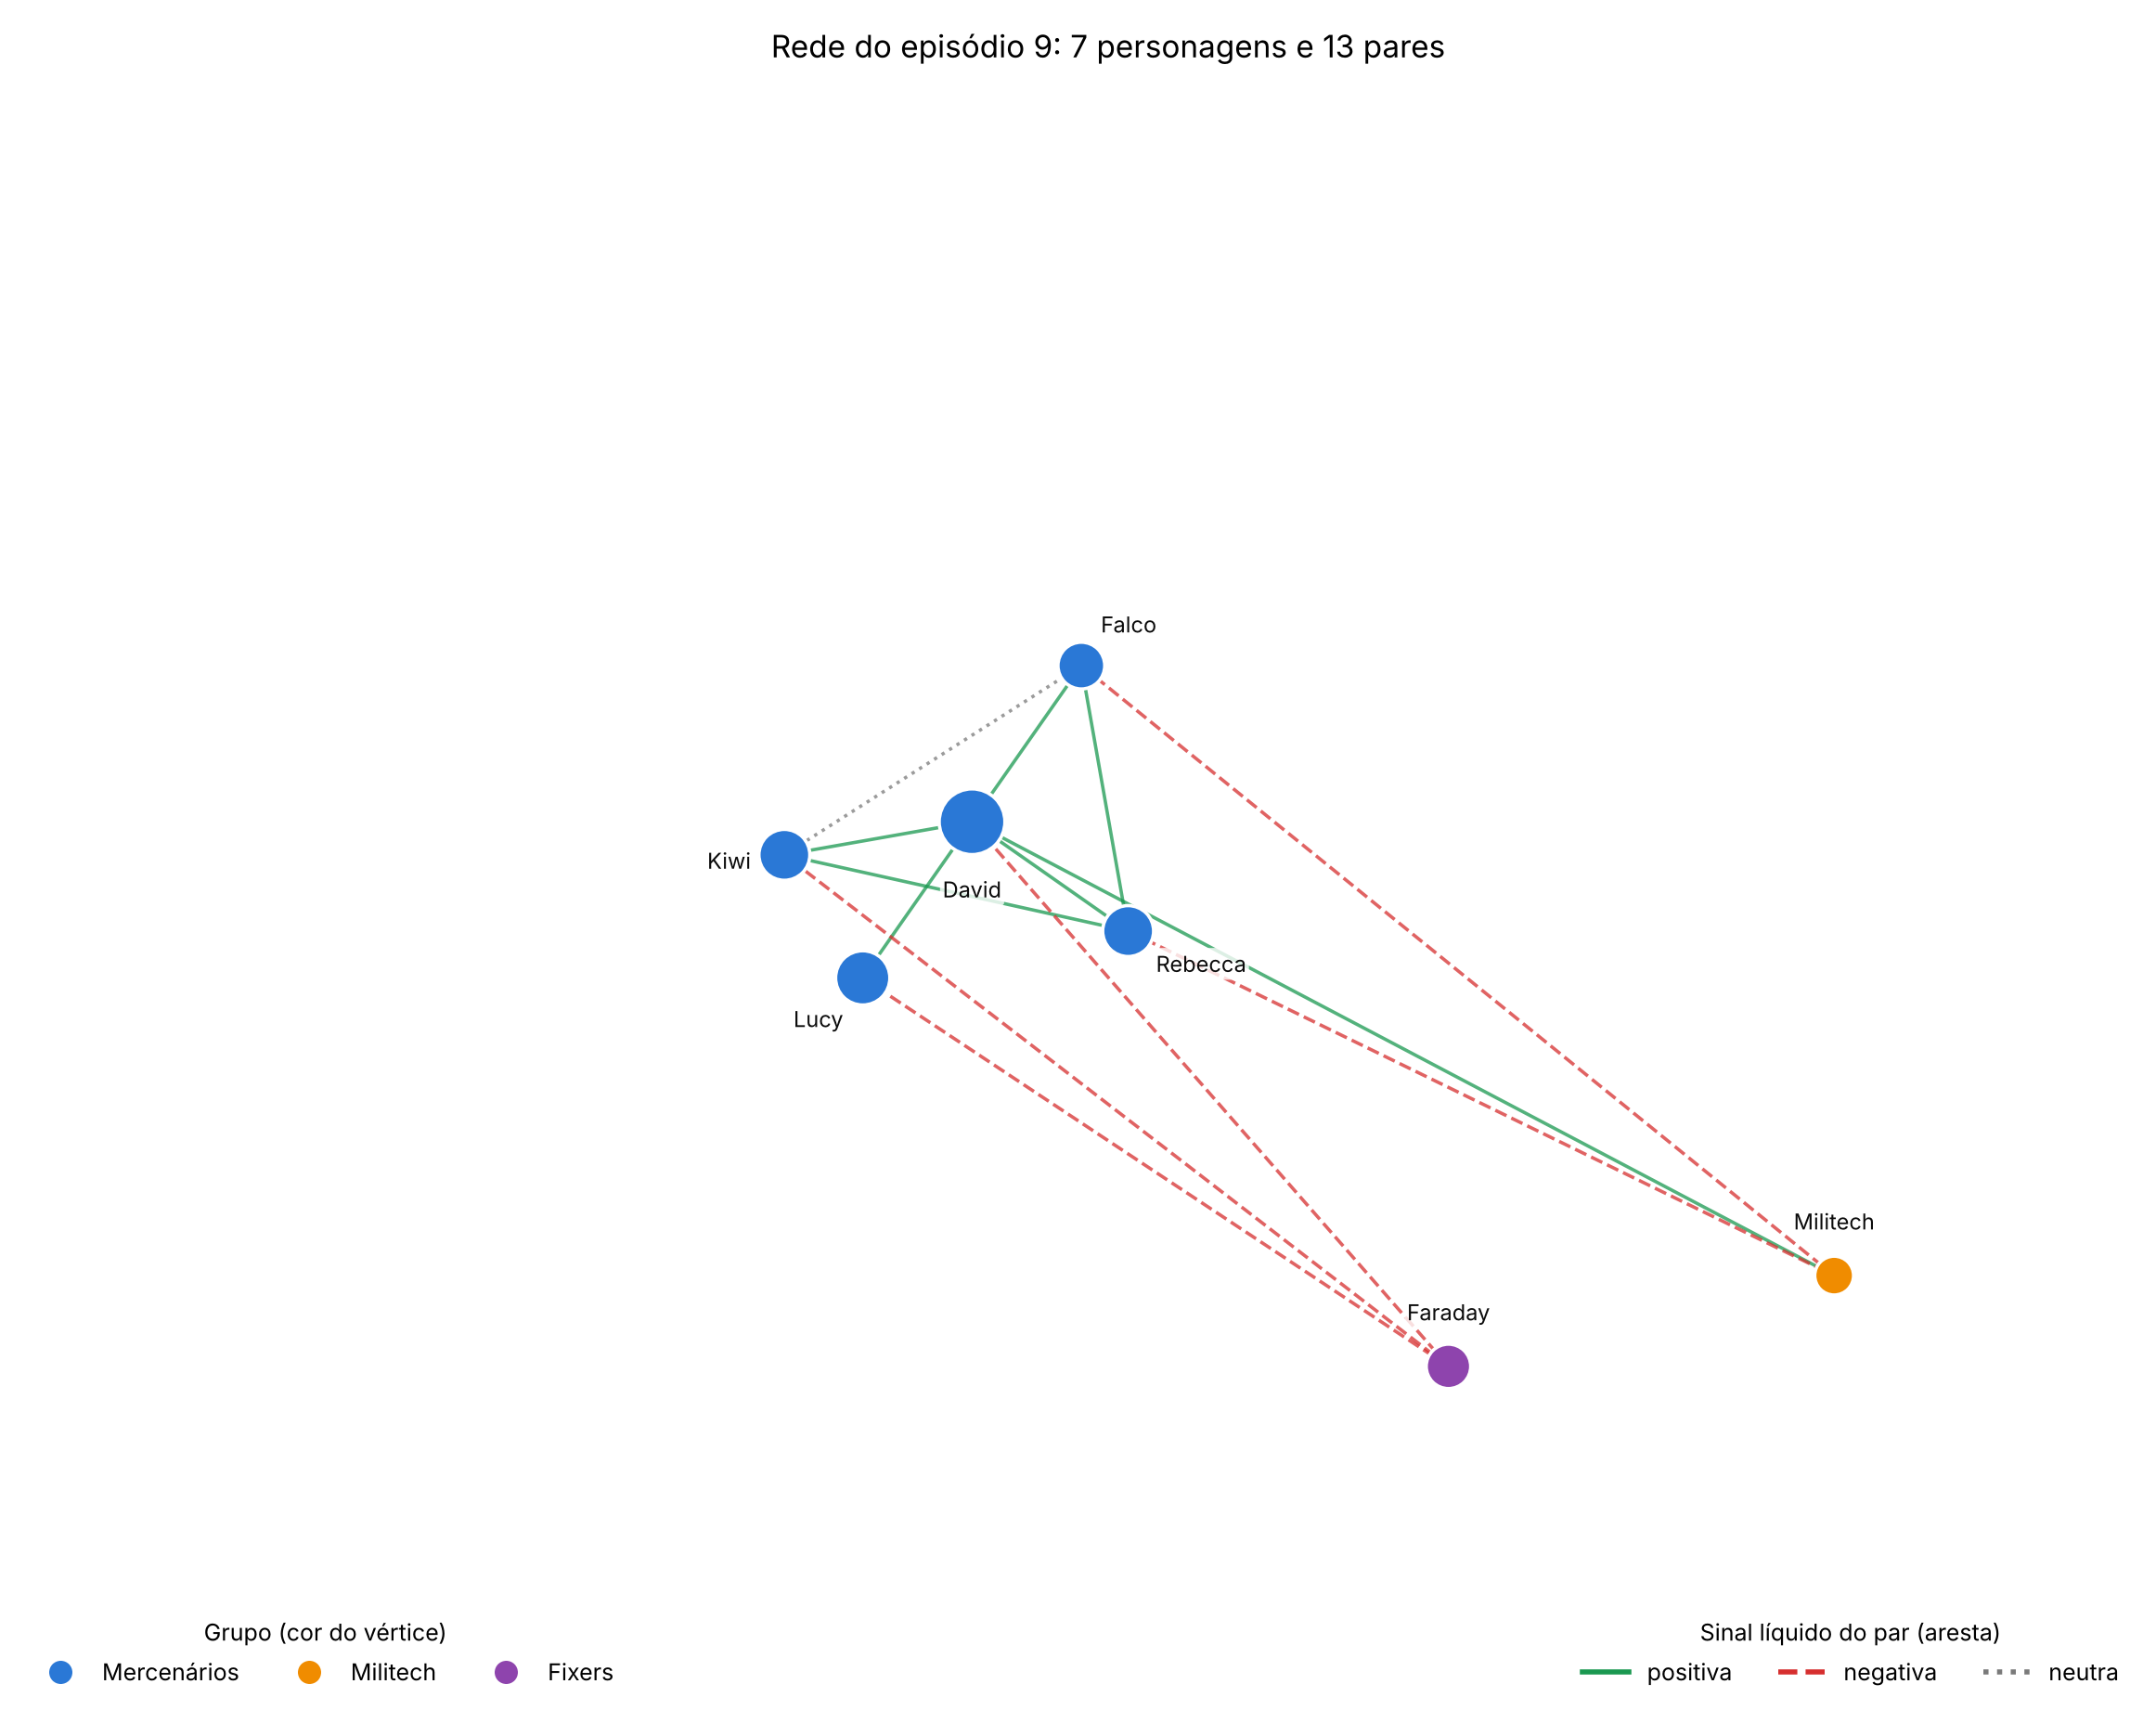 Rede do episódio 9: 7 personagens e 13 pares
Falco
Kiwi
David
Rebecca
Lucy
Militech
Faraday
Grupo (cor do vértice)
Mercenários Militech Fixers
Sinal líquido do par (aresta)
positiva negativa neutra